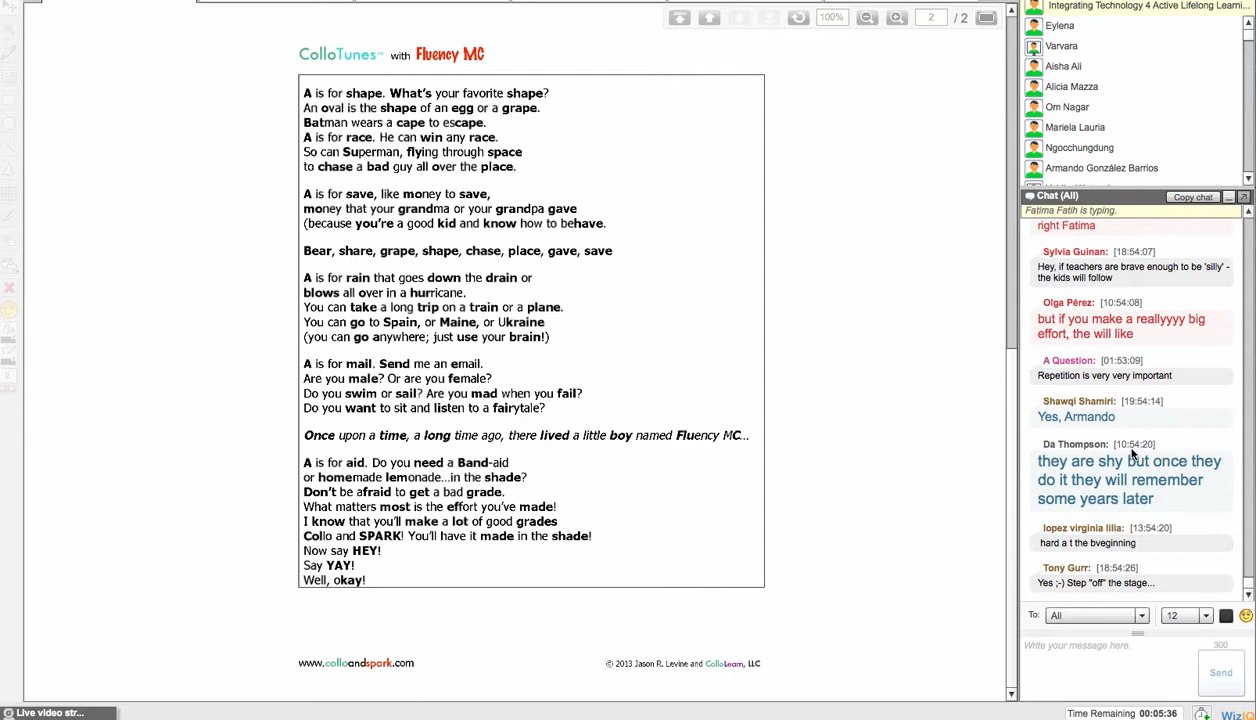 100%
2
/ 2
ColloTunes™ with Fluency MC
A is for shape. What's your favorite shape?
An oval is the shape of an egg or a grape.
Batman wears a cape to escape.
A is for race. He can win any race.
So can Superman, flying through space
to chase a bad guy all over the place.
A is for save, like money to save,
money that your grandma or your grandpa gave
(because you're a good kid and know how to behave.
Bear, share, grape, shape, chase, place, gave, save
A is for rain that goes down the drain or
blows all over in a hurricane.
You can take a long trip on a train or a plane.
You can go to Spain, or Maine, or Ukraine
(you can go anywhere; just use your brain!)
A is for mail. Send me an email.
Are you male? Or are you female?
Do you swim or sail? Are you mad when you fail?
Do you want to sit and listen to a fairytale?
Once upon a time, a long time ago, there lived a little boy named Fluency MC...
A is for aid. Do you need a Band-aid
or homemade lemonade...in the shade?
Don't be afraid to get a bad grade.
What matters most is the effort you've made!
I know that you'll make a lot of good grades
Collo and SPARK! You'll have it made in the shade!
Now say HEY!
Say YAY!
Well, okay!
www.colloandspark.com
© 2013 Jason R. Levine and ColloLearn, LLC
Live video str...
Integrating Technology 4 Active Lifelong Learni...
Eylena
Varvara
Aisha Ali
Alicia Mazza
Om Nagar
Mariela Lauria
Ngocchungdung
Armando González Barrios
Chat (All)
Copy chat
Fatima Fatih is typing.
right Fatima
Sylvia Guinan: [18:54:07]
Hey, if teachers are brave enough to be 'silly' -
the kids will follow
Olga Pérez: [10:54:08]
but if you make a reallyyyy big
effort, the will like
A Question: [01:53:09]
Repetition is very very important
Shawqi Shamiri: [19:54:14]
Yes, Armando
Da Thompson: [10:54:20]
they are shy but once they
do it they will remember
some years later
lopez virginia lilia: [13:54:20]
hard a t the bveginning
Tony Gurr: [18:54:26]
Yes ;-) Step "off" the stage...
To: All 12
Write your message here.
300
Send
Time Remaining 00:05:36
WizIQ